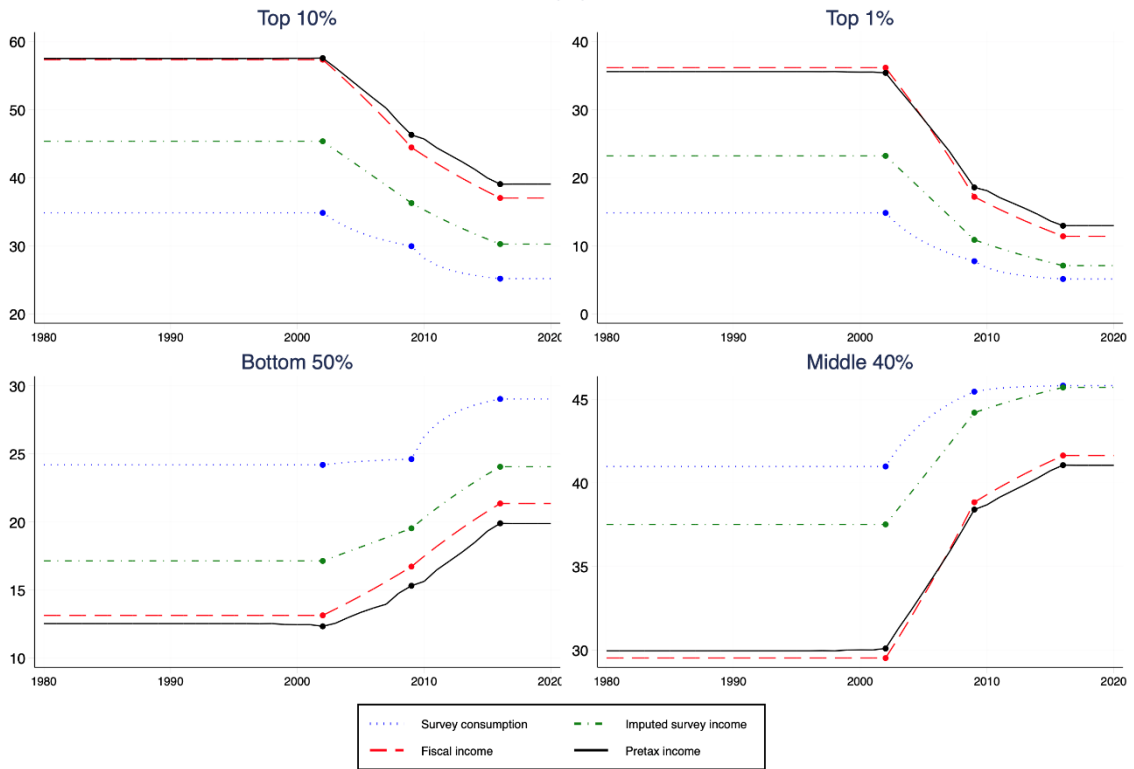 Top 10%
60
50
40
30
20
1980 1990 2000 2010 2020
Top 1%
40
30
20
10
0
1980 1990 2000 2010 2020
Bottom 50%
30
25
20
15
10
1980 1990 2000 2010 202
Middle 40%
45
40
35
30
1980 1990 2000 2010 2020
Survey consumption Imputed survey income
Fiscal income Pretax income